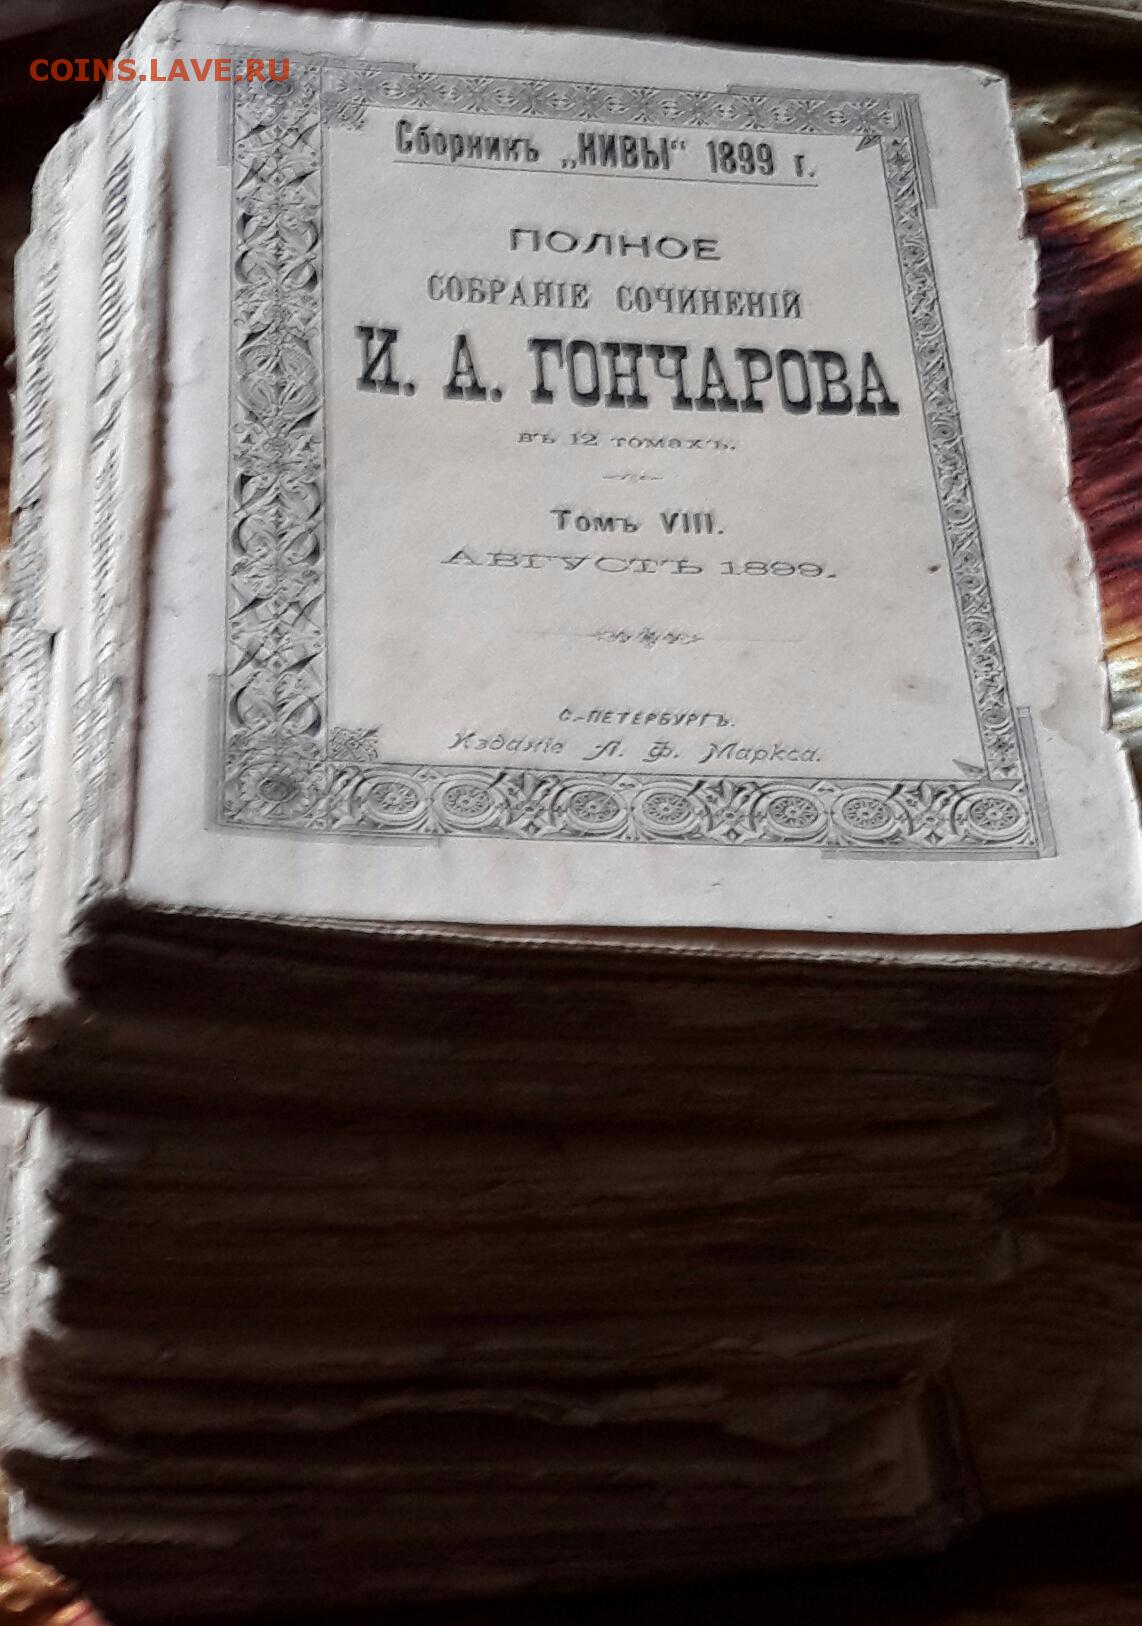 COINS.LAVE.RU
Сборникъ „НИВЫ“ 1899 г.
ПОЛНОЕ
СОБРАНІЕ СОЧИНЕНІЙ
И. А. ГОНЧАРОВА
въ 12 томахъ.
Томъ VIII.
АВГУСТЪ 1899.
С.-ПЕТЕРБУРГЪ.
Изданіе А. Ф. Маркса.